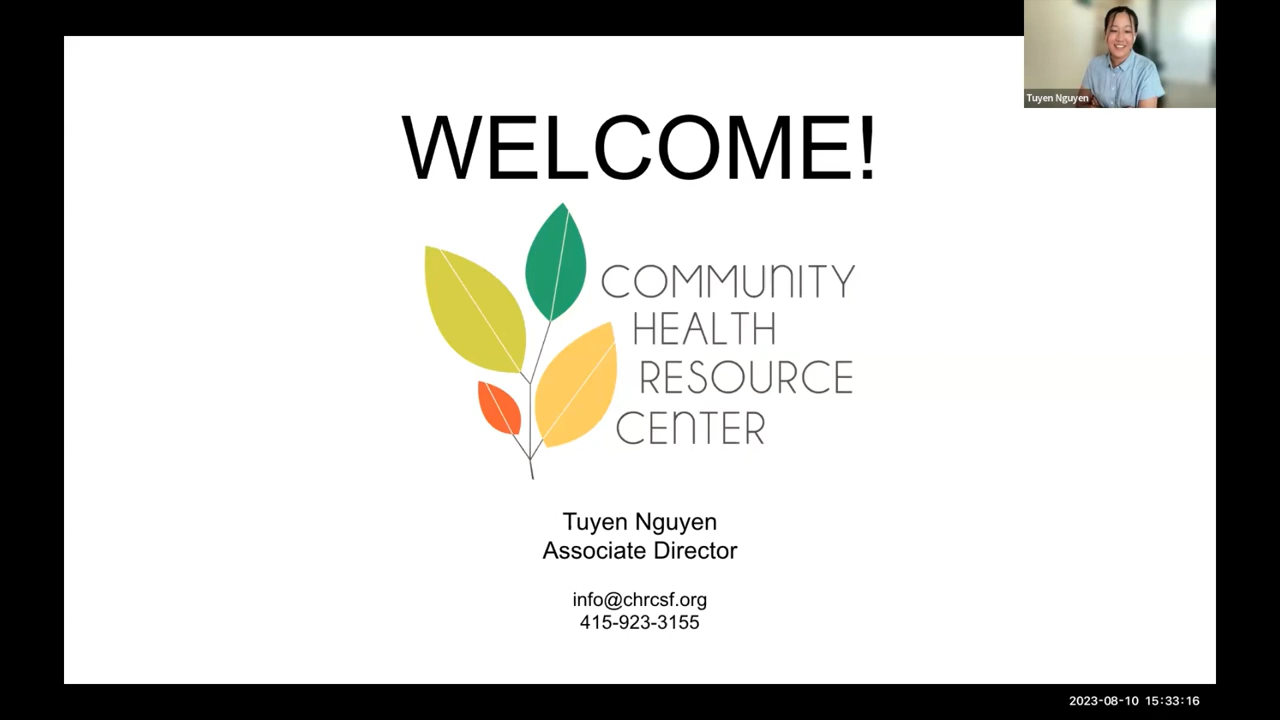 Tuyen Nguyen
WELCOME!
COMMUNITY
HEALTH
RESOURCE
CENTER
Tuyen Nguyen
Associate Director
info@chrcsf.org
415-923-3155
2023-08-10 15:33:16